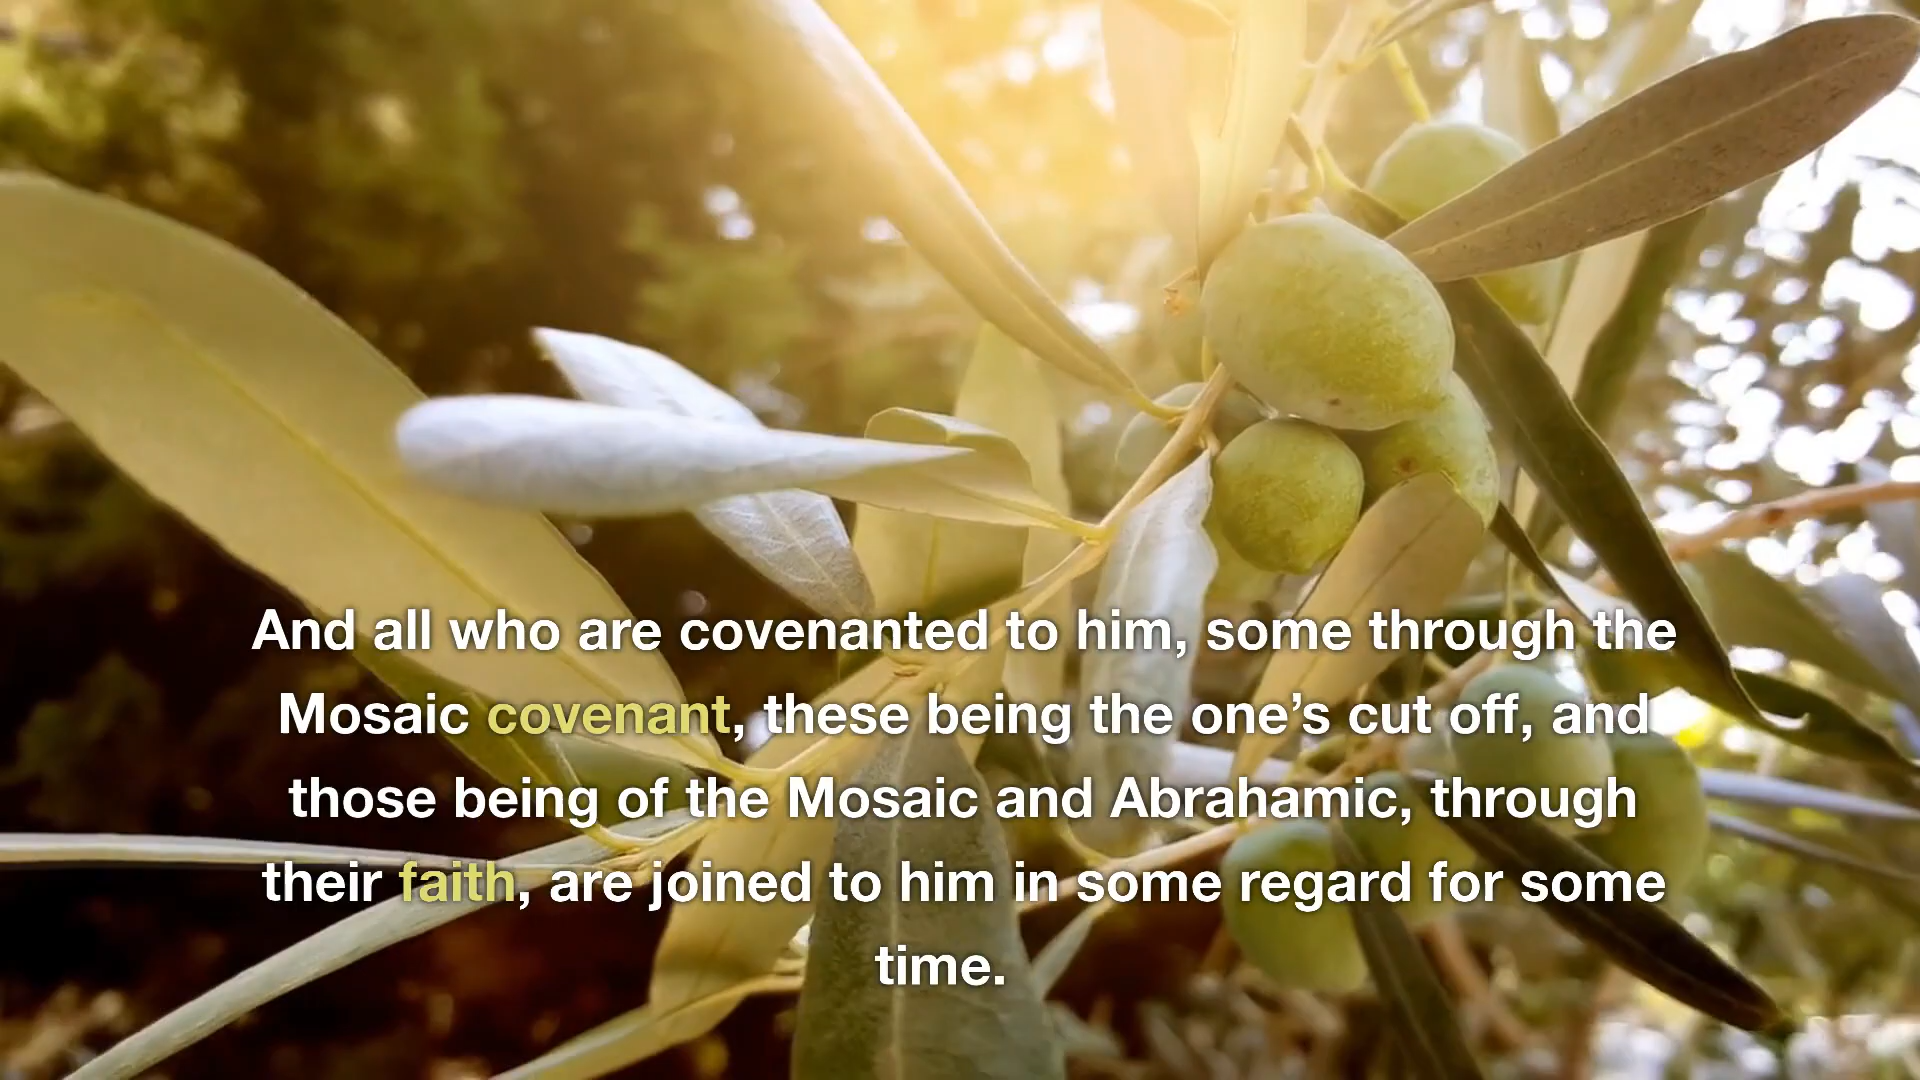 And all who are covenanted to him, some through the
Mosaic covenant, these being the one’s cut off, and
those being of the Mosaic and Abrahamic, through
their faith, are joined to him in some regard for some
time.